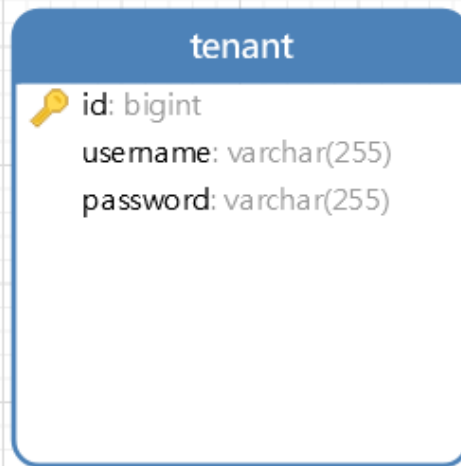 tenant
id: bigint
username: varchar(255)
password: varchar(255)